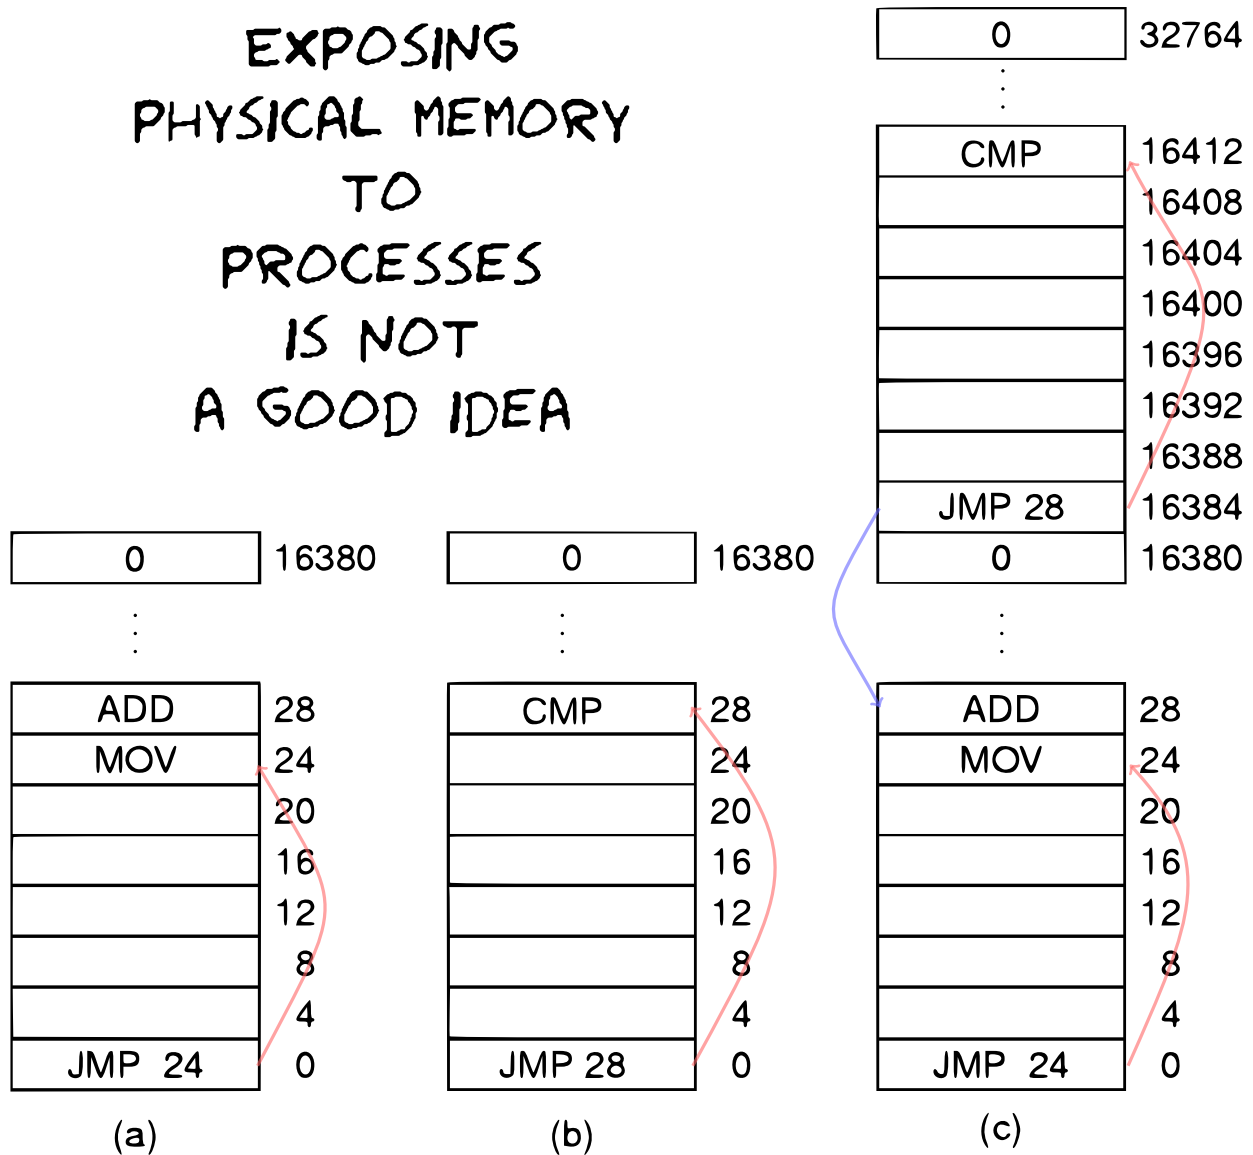 EXPOSING
PHYSICAL MEMORY
TO
PROCESSES
IS NOT
A GOOD IDEA
0 16380
ADD 28
MOV 24
20
16
12
8
4
JMP 24 0
(a)
0 16380
CMP 28
24
20
16
12
8
4
JMP 28 0
(b)
0 32764
CMP 16412
16408
16404
16400
16396
16392
16388
JMP 28 16384
0 16380
ADD 28
MOV 24
20
16
12
8
4
JMP 24 0
(c)